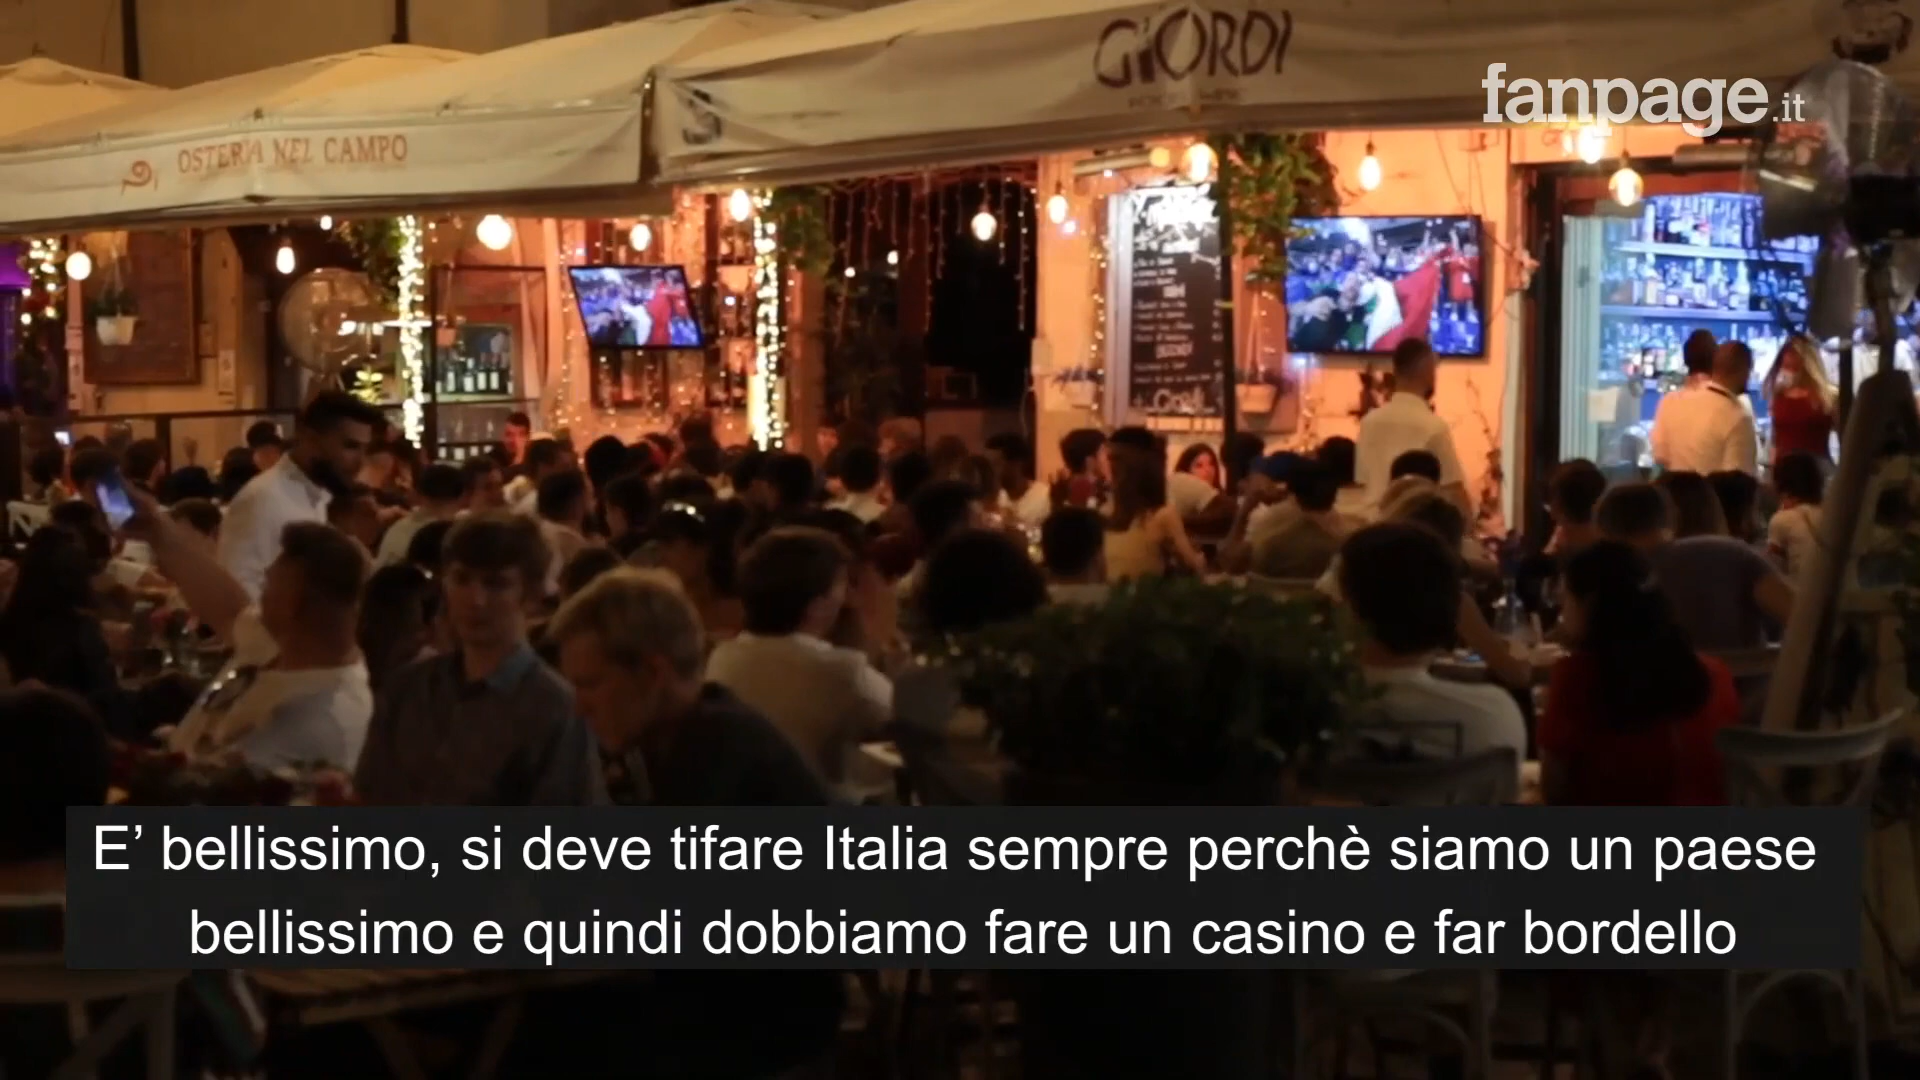 GiORDI
fanpage.it
OSTERIA NEL CAMPO
E’ bellissimo, si deve tifare Italia sempre perchè siamo un paese
bellissimo e quindi dobbiamo fare un casino e far bordello